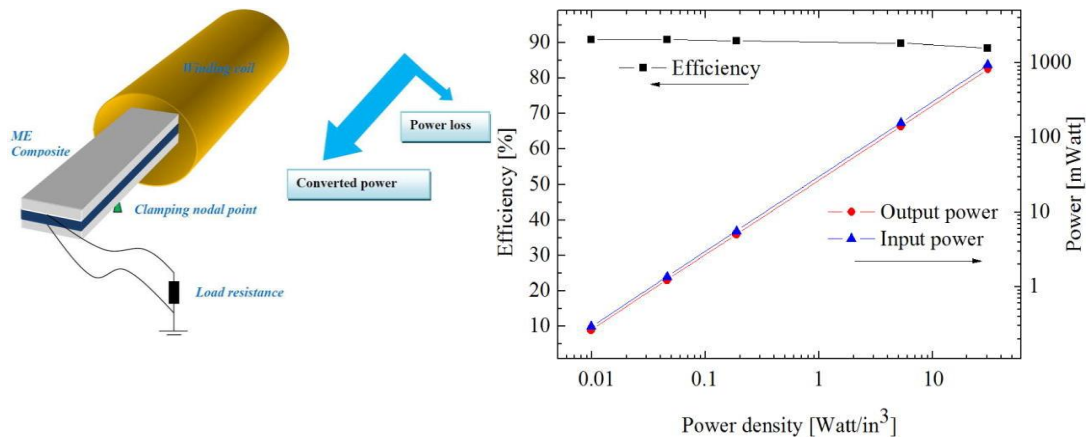 Winding coil
ME
Composite
Power loss
Converted power
Clamping nodal point
Load resistance
Efficiency [%]
90
80
70
60
50
40
30
20
10
Efficiency
Output power
Input power
1000
100
10
1
Power [mWatt]
0.01
0.1
1
10
Power density [Watt/in³]